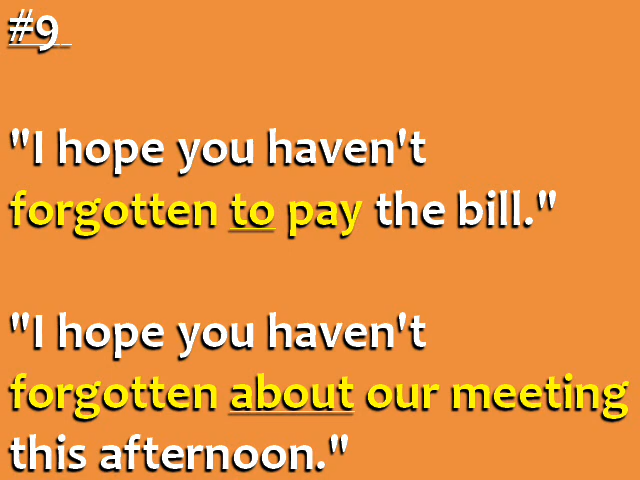 #9
"I hope you haven't
forgotten to pay the bill."
"I hope you haven't
forgotten about our meeting
this afternoon."